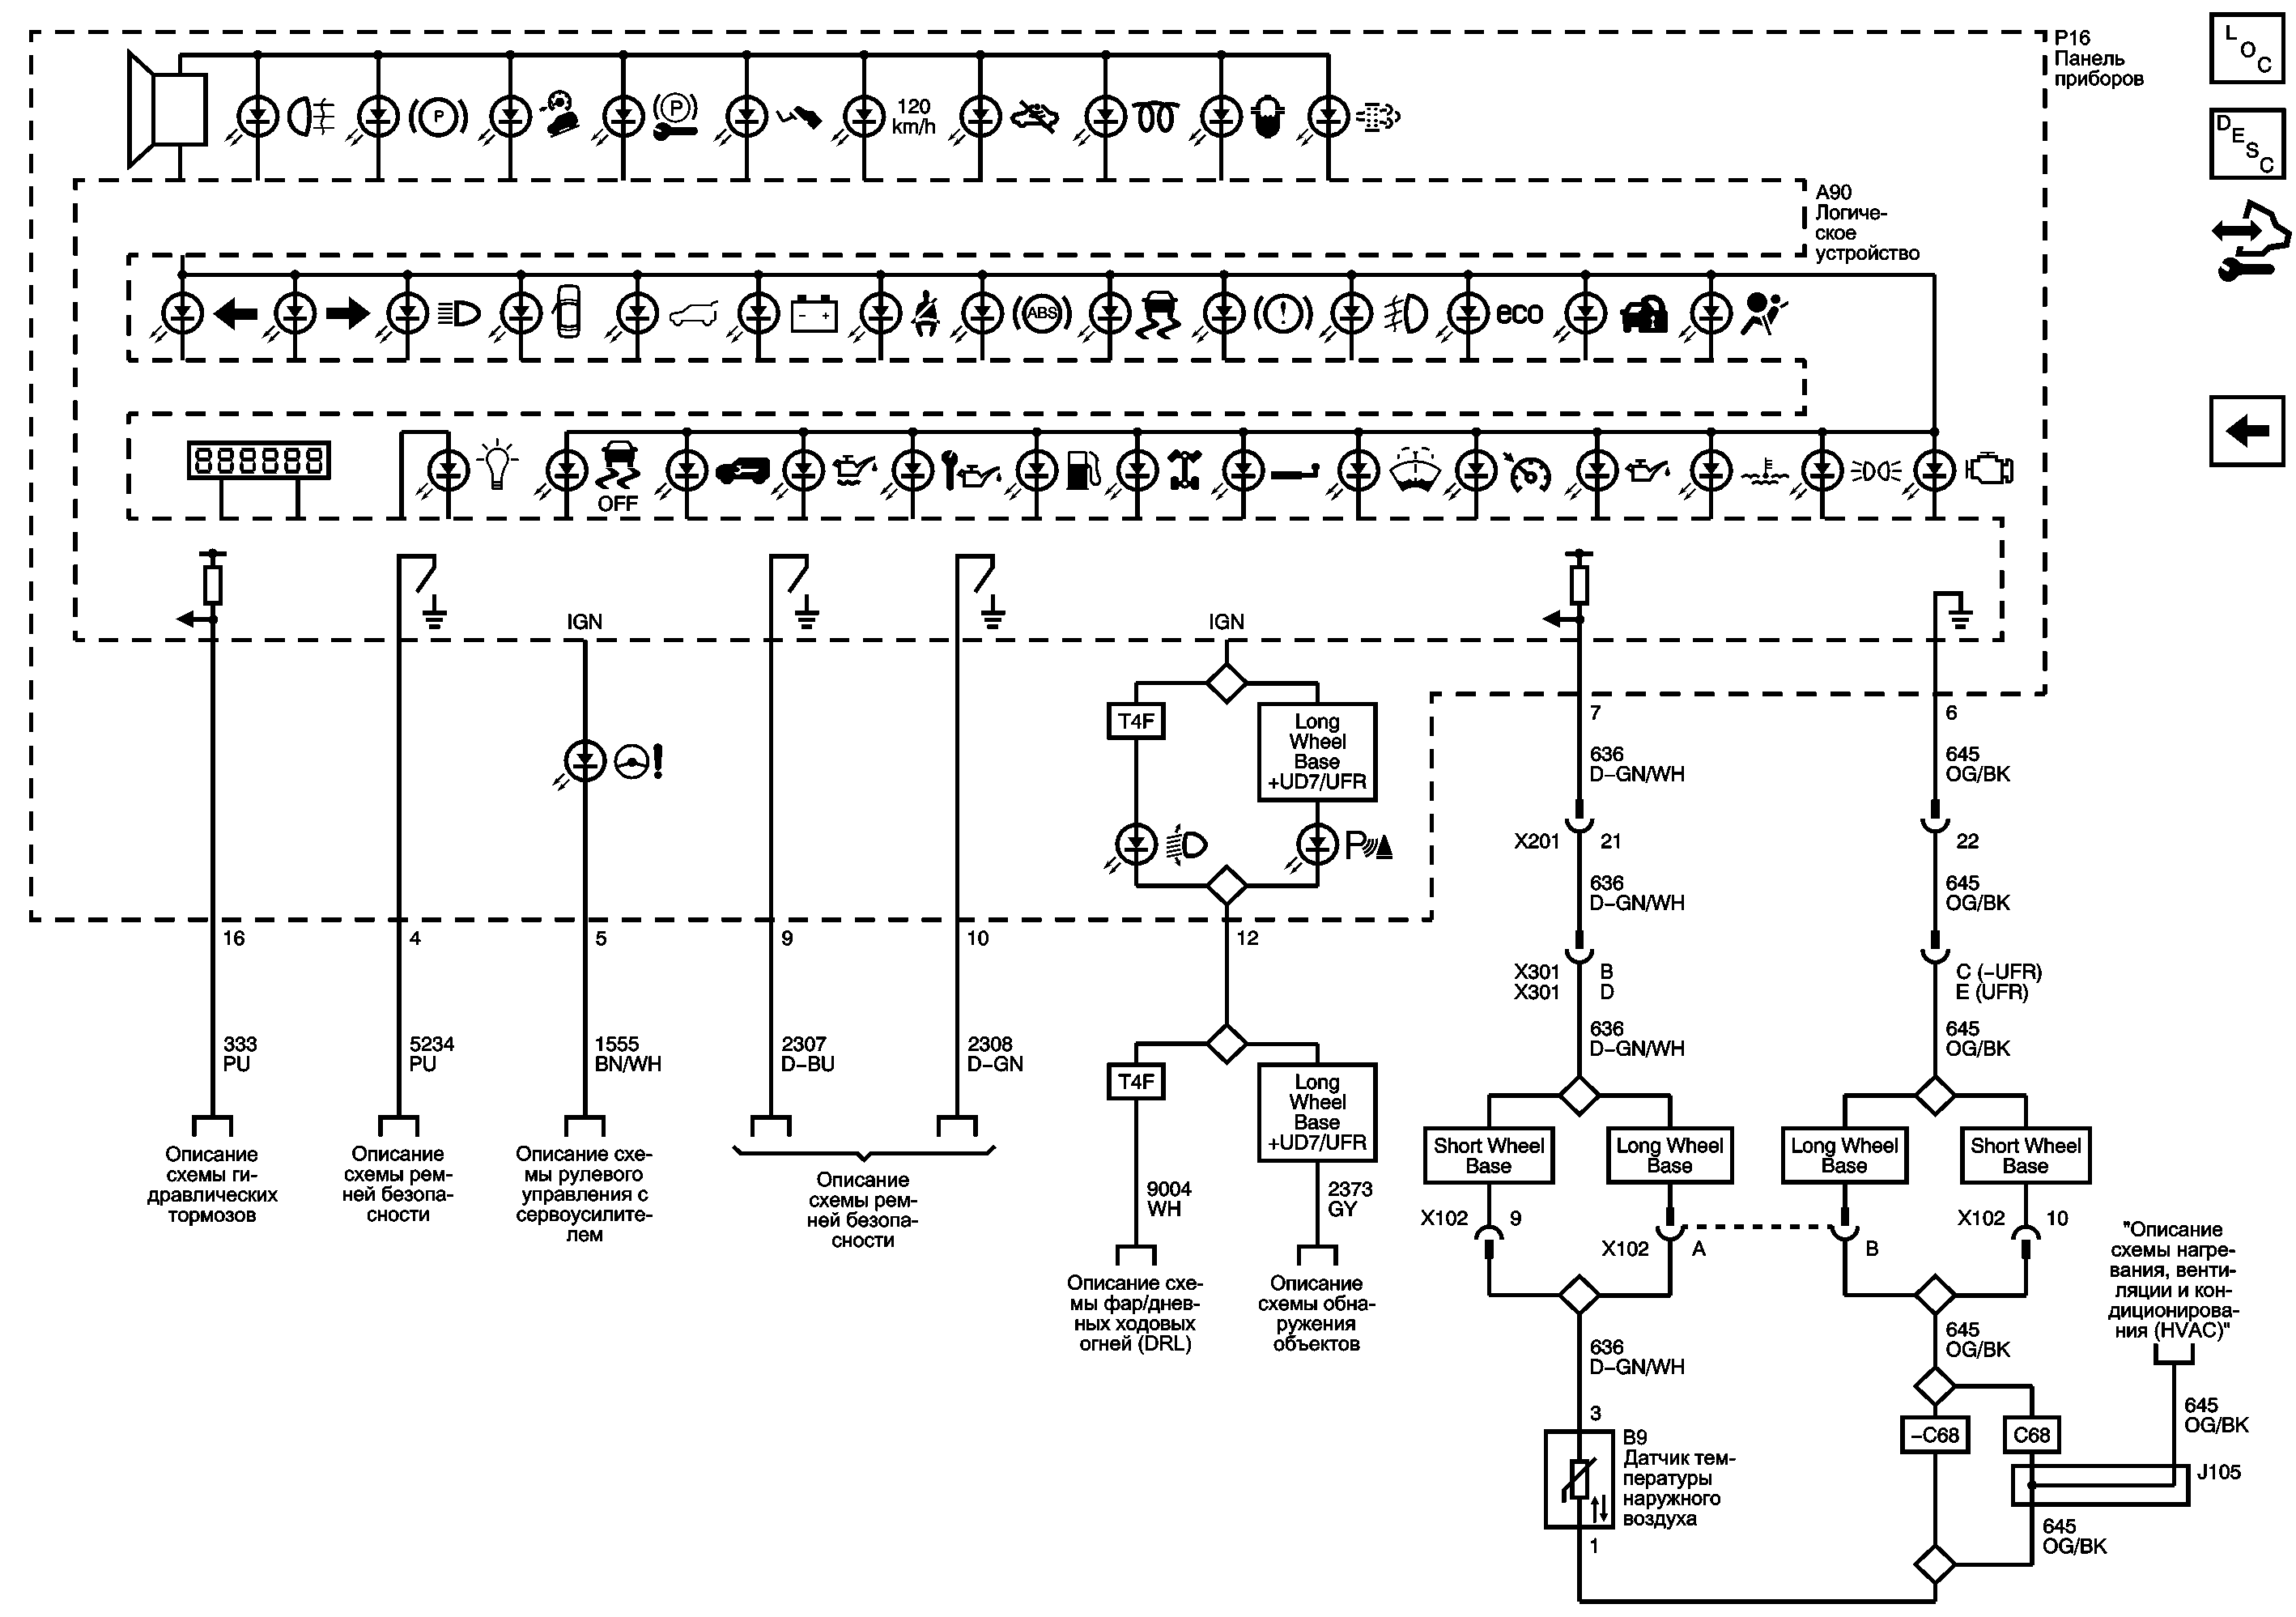 P16
Панель
приборов
L
O
C
D
E
S
C
P
P
120
km/h
A90
Логиче-
ское
устройство
ABS
eco
888888
OFF
IGN
IGN
T4F
Long
Wheel
Base
+UD7/UFR
P
7
6
636
D-GN/WH
645
OG/BK
X201
21
22
636
D-GN/WH
645
OG/BK
16
4
5
9
10
12
X301
X301
B
D
C (-UFR)
E (UFR)
333
PU
5234
PU
1555
BN/WH
2307
D-BU
2308
D-GN
636
D-GN/WH
645
OG/BK
T4F
Long
Wheel
Base
+UD7/UFR
Описание
схемы ги-
дравлических
тормозов
Описание
схемы рем-
ней безопа-
сности
Описание схе-
мы рулевого
управления с
сервоусилите-
лем
Описание
схемы рем-
ней безопа-
сности
Short Wheel
Base
Long Wheel
Base
Long Wheel
Base
Short Wheel
Base
9004
WH
2373
GY
X102
9
X102
A
B
X102
10
"Описание
схемы нагре-
вания, венти-
ляции и кон-
диционирова-
ния (HVAC)"
Описание схе-
мы фар/днев-
ных ходовых
огней (DRL)
Описание
схемы обна-
ружения
объектов
636
D-GN/WH
645
OG/BK
645
OG/BK
3
B9
Датчик тем-
пературы
наружного
воздуха
1
-C68
C68
J105
645
OG/BK